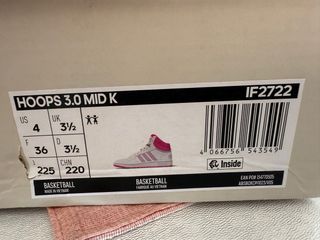 HOOPS 3.0 MID K
IF2722
US 4
UK 3½
F 36
D 3½
J 225
CHN 220
BASKETBALL
MADE IN VIETNAM
BASKETBALL
FABRIQUÉ AU VIETNAM
4 066756 543549
Inside